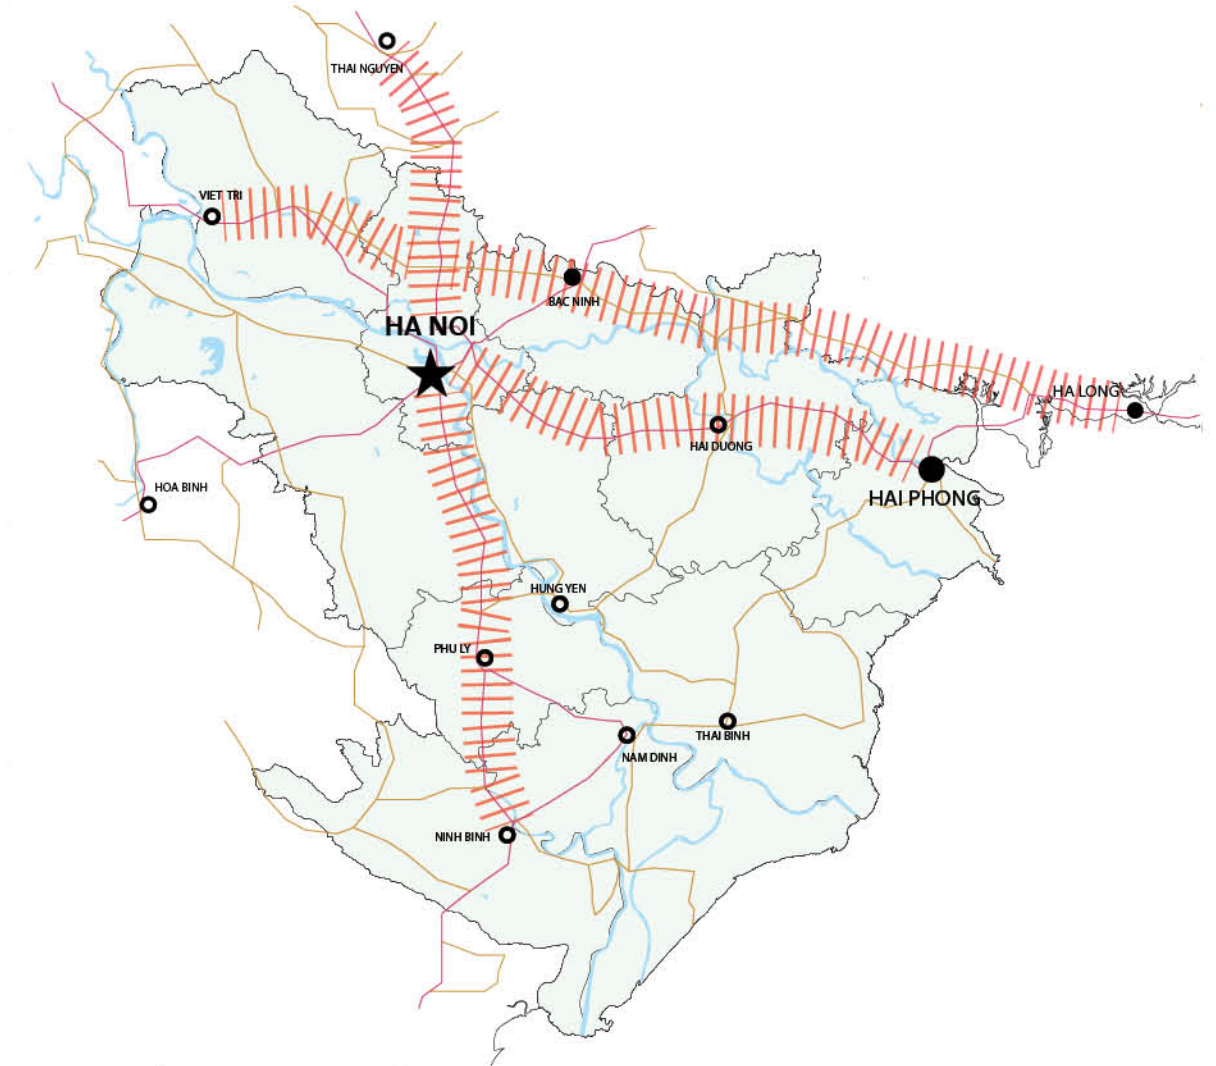 THAI NGUYEN
VIET TRI
BAC NINH
HA NOI
HA LONG
HAI DUONG
HOA BINH
HAI PHONG
HUNG YEN
PHU LY
THAI BINH
NAM DINH
NINH BINH